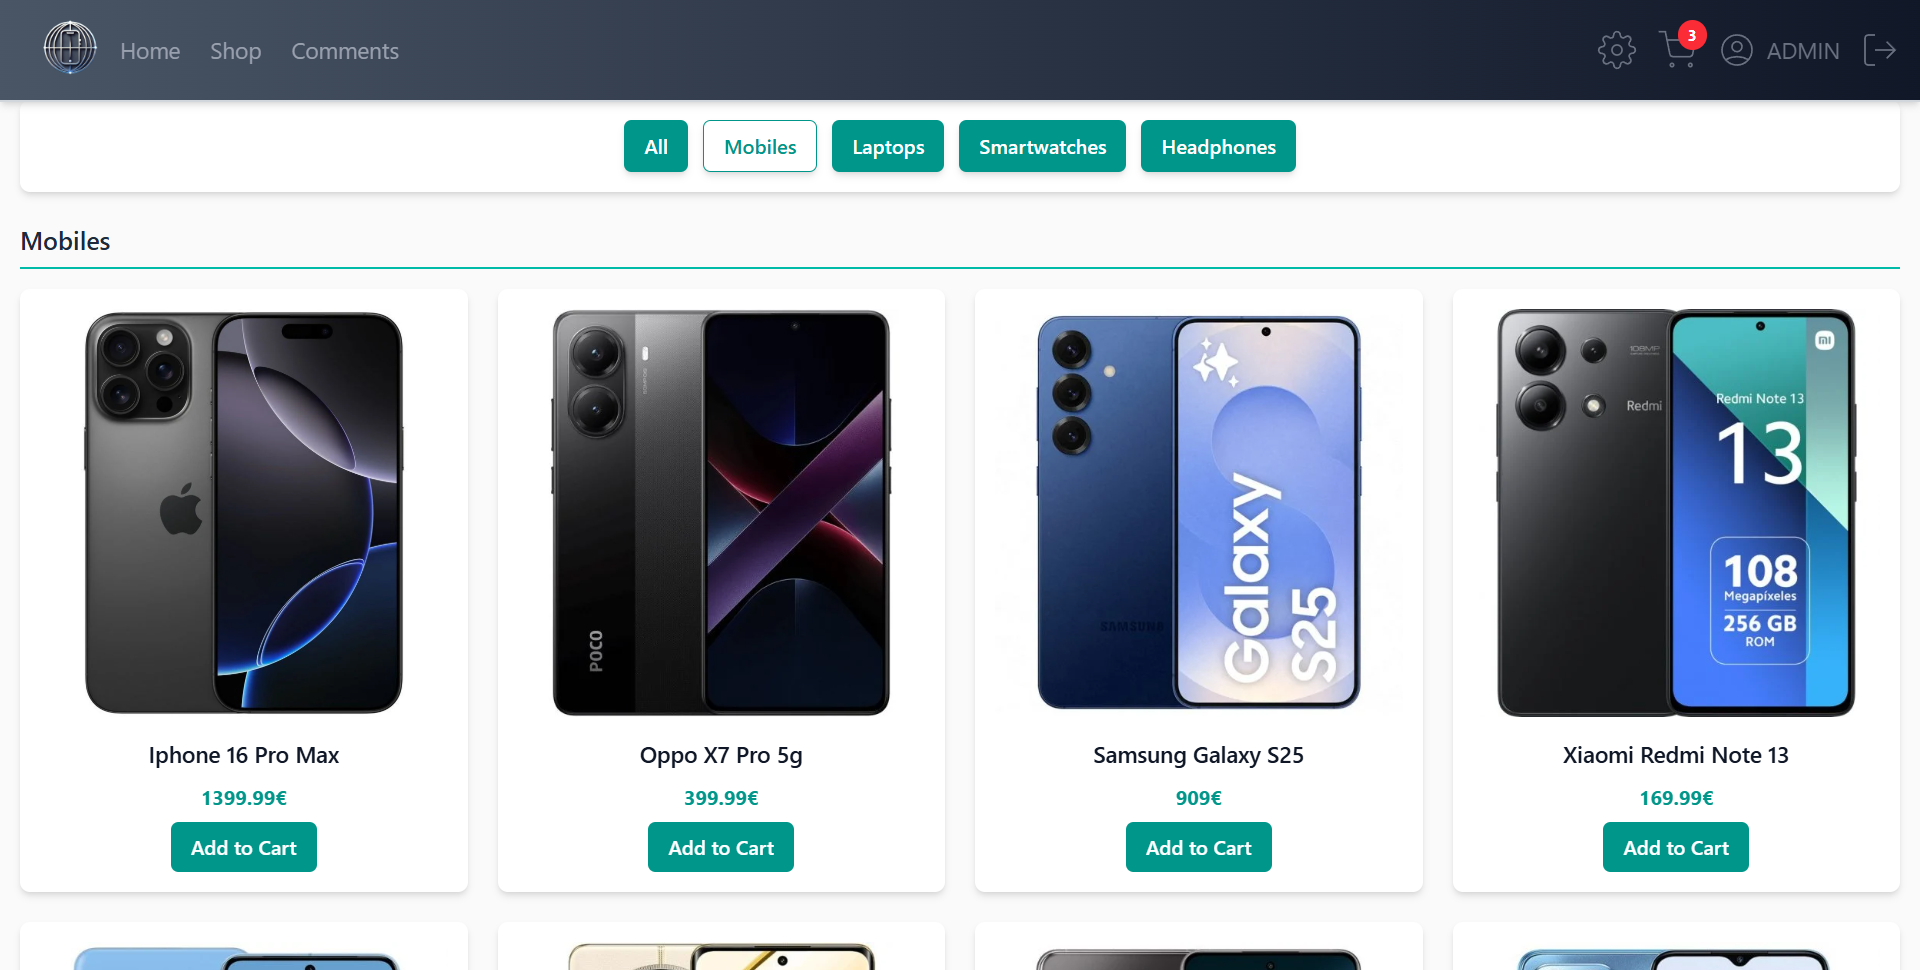 Home
Shop
Comments
3
ADMIN
All
Mobiles
Laptops
Smartwatches
Headphones
Mobiles
POCO
SAMSUNG
Galaxy
S25
108MP
Redmi
Redmi Note 13
13
108
Megapíxeles
256 GB
ROM
Iphone 16 Pro Max
1399.99€
Add to Cart
Oppo X7 Pro 5g
399.99€
Add to Cart
Samsung Galaxy S25
909€
Add to Cart
Xiaomi Redmi Note 13
169.99€
Add to Cart